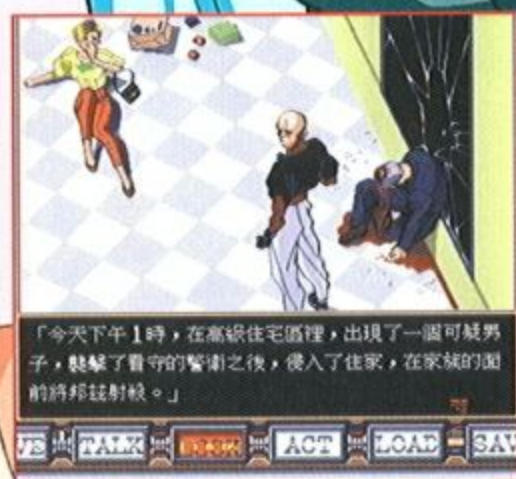 「今天下午1時，在高級住宅區裡，出現了一個可疑男
子，襲擊了看守的警衛之後，侵入了住家，在家族的面
前將邦茲射殺。」
VE TALK LOOK ACT LOAD SAV